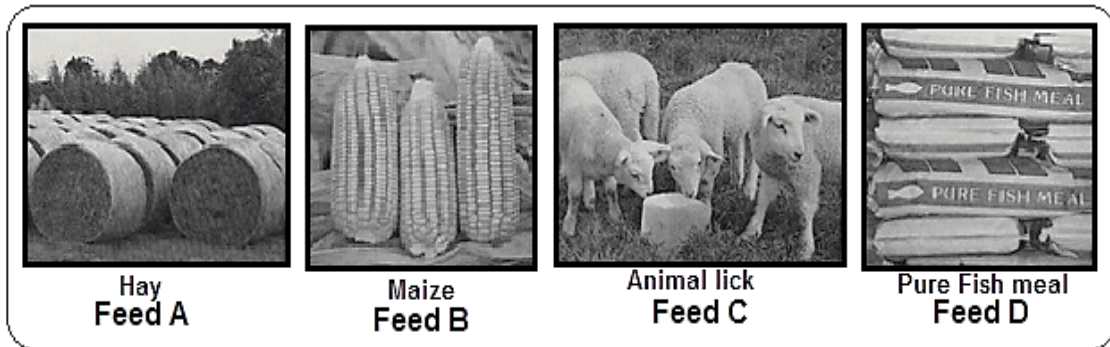 PURE FISH MEAL
PURE FISH MEAL
Hay
Feed A
Maize
Feed B
Animal lick
Feed C
Pure Fish meal
Feed D